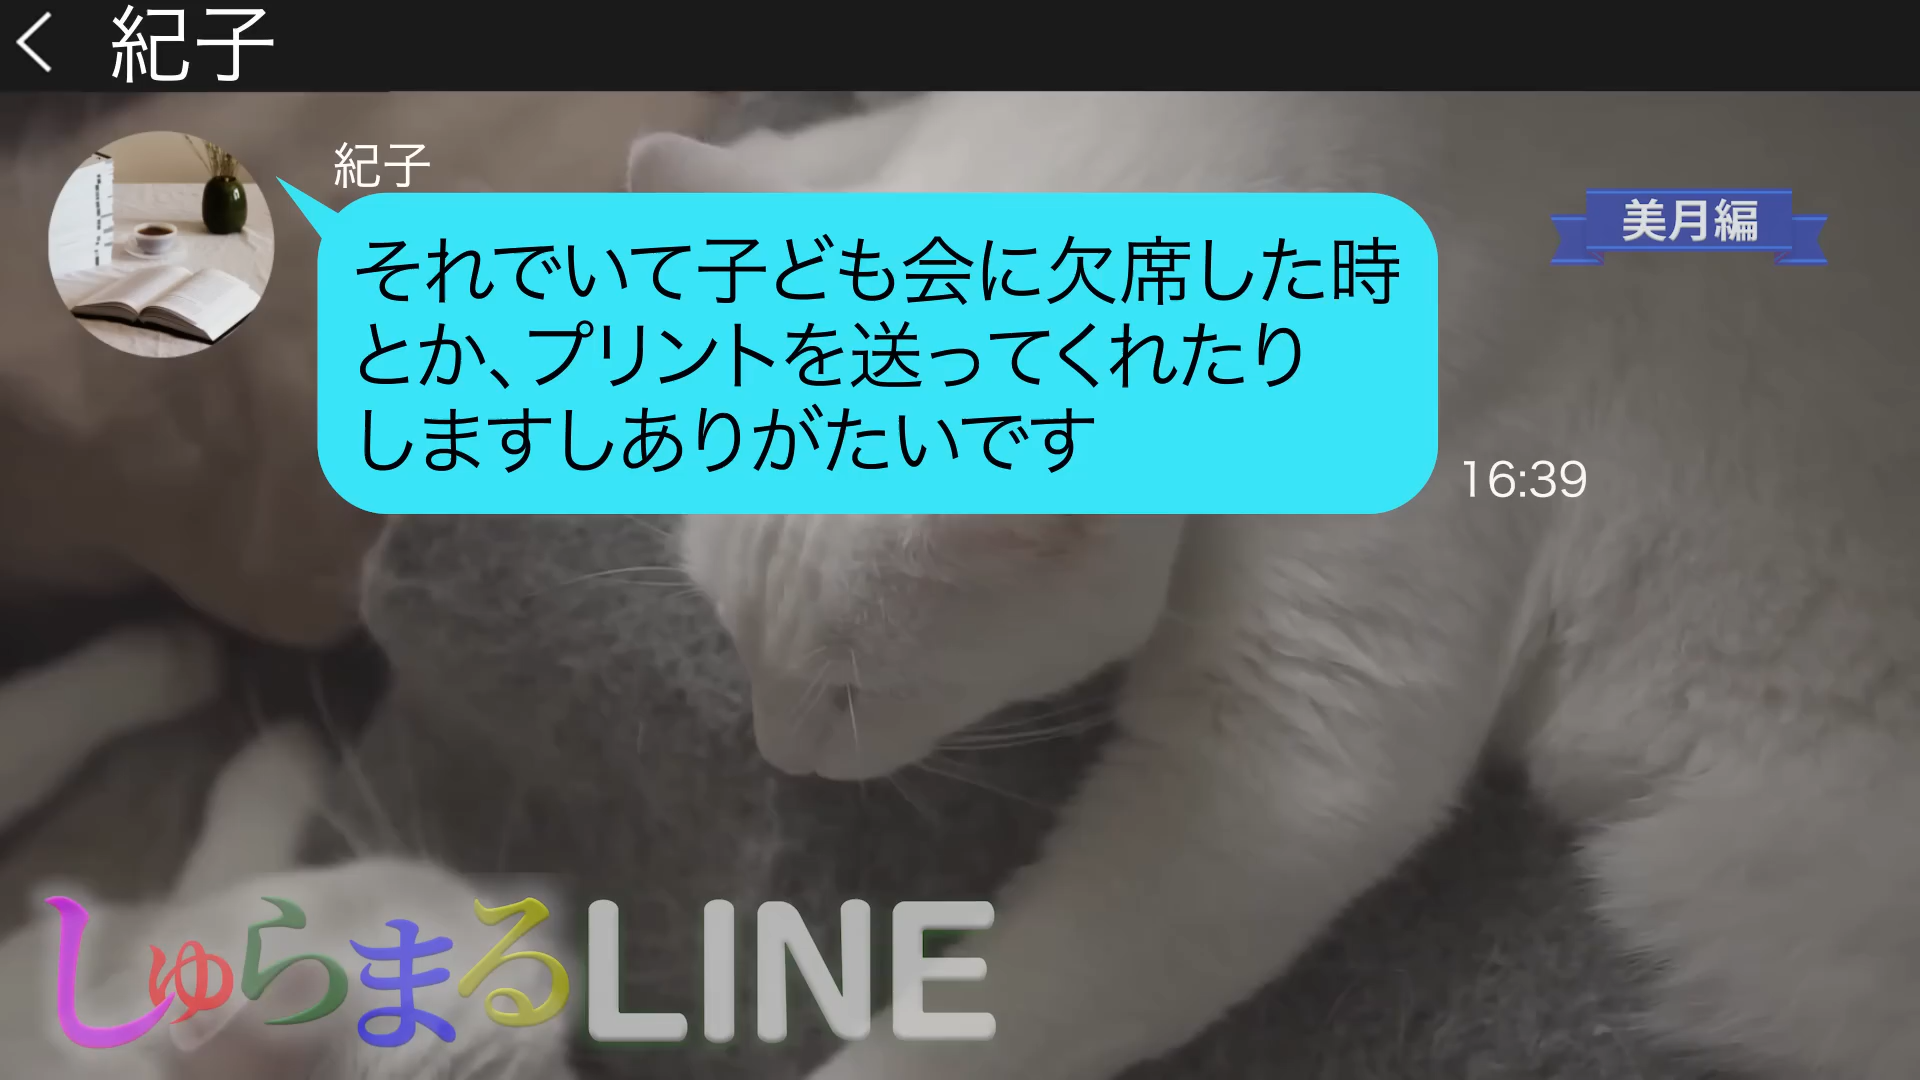 紀子
紀子
美月編
それでいて子ども会に欠席した時
とか、プリントを送ってくれたり
しますしありがたいです
16:39
しゅらまるLINE